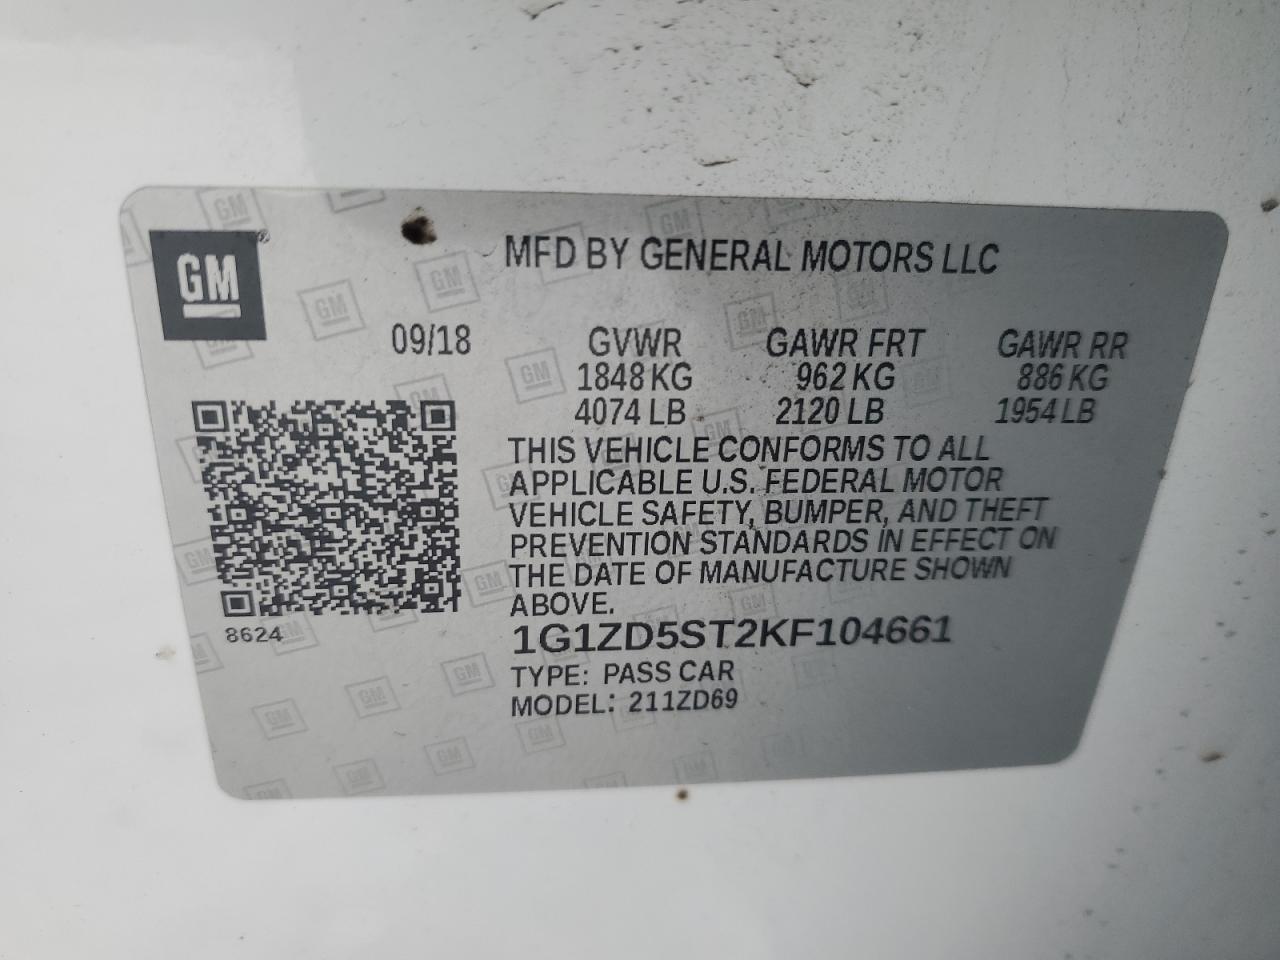 GM
MFD BY GENERAL MOTORS LLC
09/18 GVWR GAWR FRT GAWR RR
1848 KG 962 KG 886 KG
4074 LB 2120 LB 1954 LB
THIS VEHICLE CONFORMS TO ALL
APPLICABLE U.S. FEDERAL MOTOR
VEHICLE SAFETY, BUMPER, AND THEFT
PREVENTION STANDARDS IN EFFECT ON
THE DATE OF MANUFACTURE SHOWN
ABOVE.
8624
1G1ZD5ST2KF104661
TYPE: PASS CAR
MODEL: 211ZD69